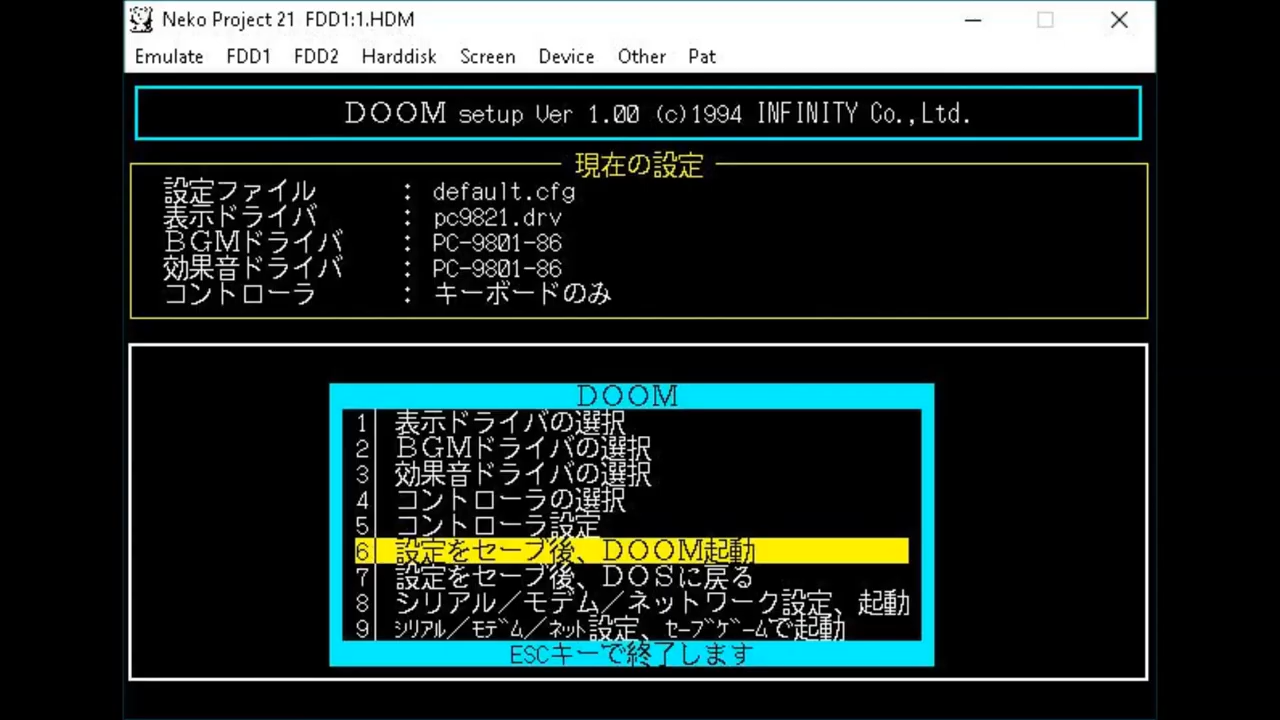 Neko Project 21 FDD1:1.HDM
Emulate FDD1 FDD2 Harddisk Screen Device Other Pat
DOOM setup Ver 1.00 (c)1994 INFINITY Co.,Ltd.
現在の設定
設定ファイル : default.cfg
表示ドライバ : pc9821.drv
BGMドライバ : PC-9801-86
効果音ドライバ : PC-9801-86
コントローラ : キーボードのみ
DOOM
1 表示ドライバの選択
2 BGMドライバの選択
3 効果音ドライバの選択
4 コントローラの選択
5 コントローラ設定
6 設定をセーブ後、DOOM起動
7 設定をセーブ後、DOSに戻る
8 シリアル/モデム/ネットワーク設定、起動
9 シリアル/モデム/ネット設定、セーブゲームで起動
ESCキーで終了します